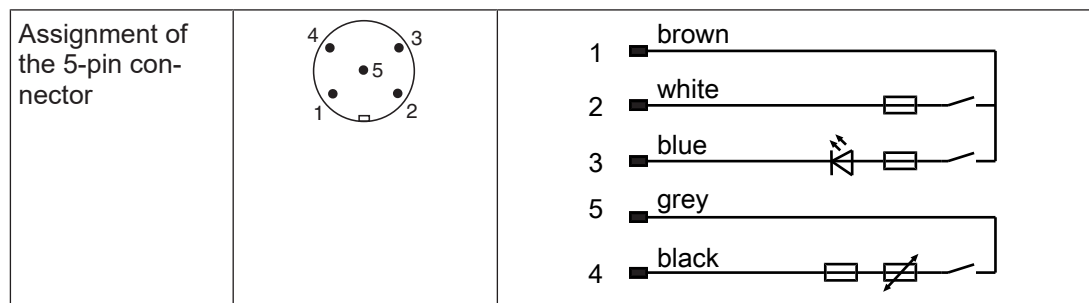 Assignment of
the 5-pin con-
nector
4 3
5
1 2
1 brown
2 white
3 blue
5 grey
4 black